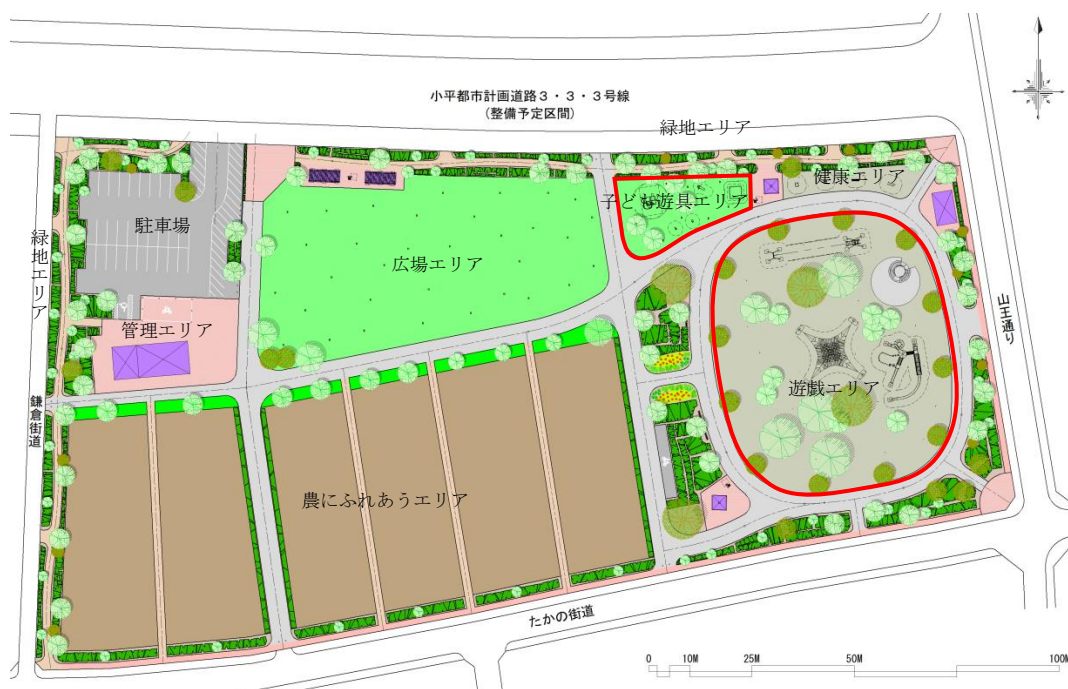 小平都市計画道路3・3・3号線
(整備予定区間)
緑地エリア
健康エリア
子ども遊具エリア
駐車場
緑地エリア
広場エリア
山王通り
管理エリア
遊戯エリア
鎌倉街道
農にふれあうエリア
たかの街道
0 10M 25M 50M 100M